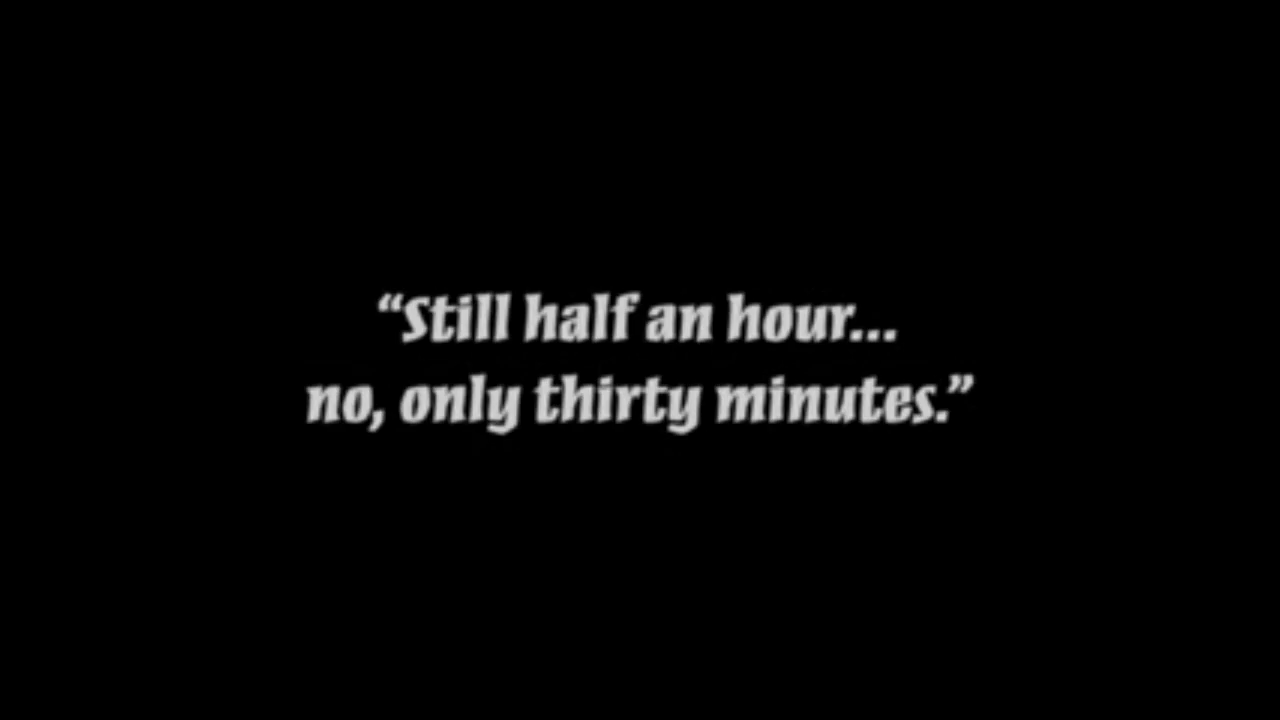 “Still half an hour...
no, only thirty minutes.”